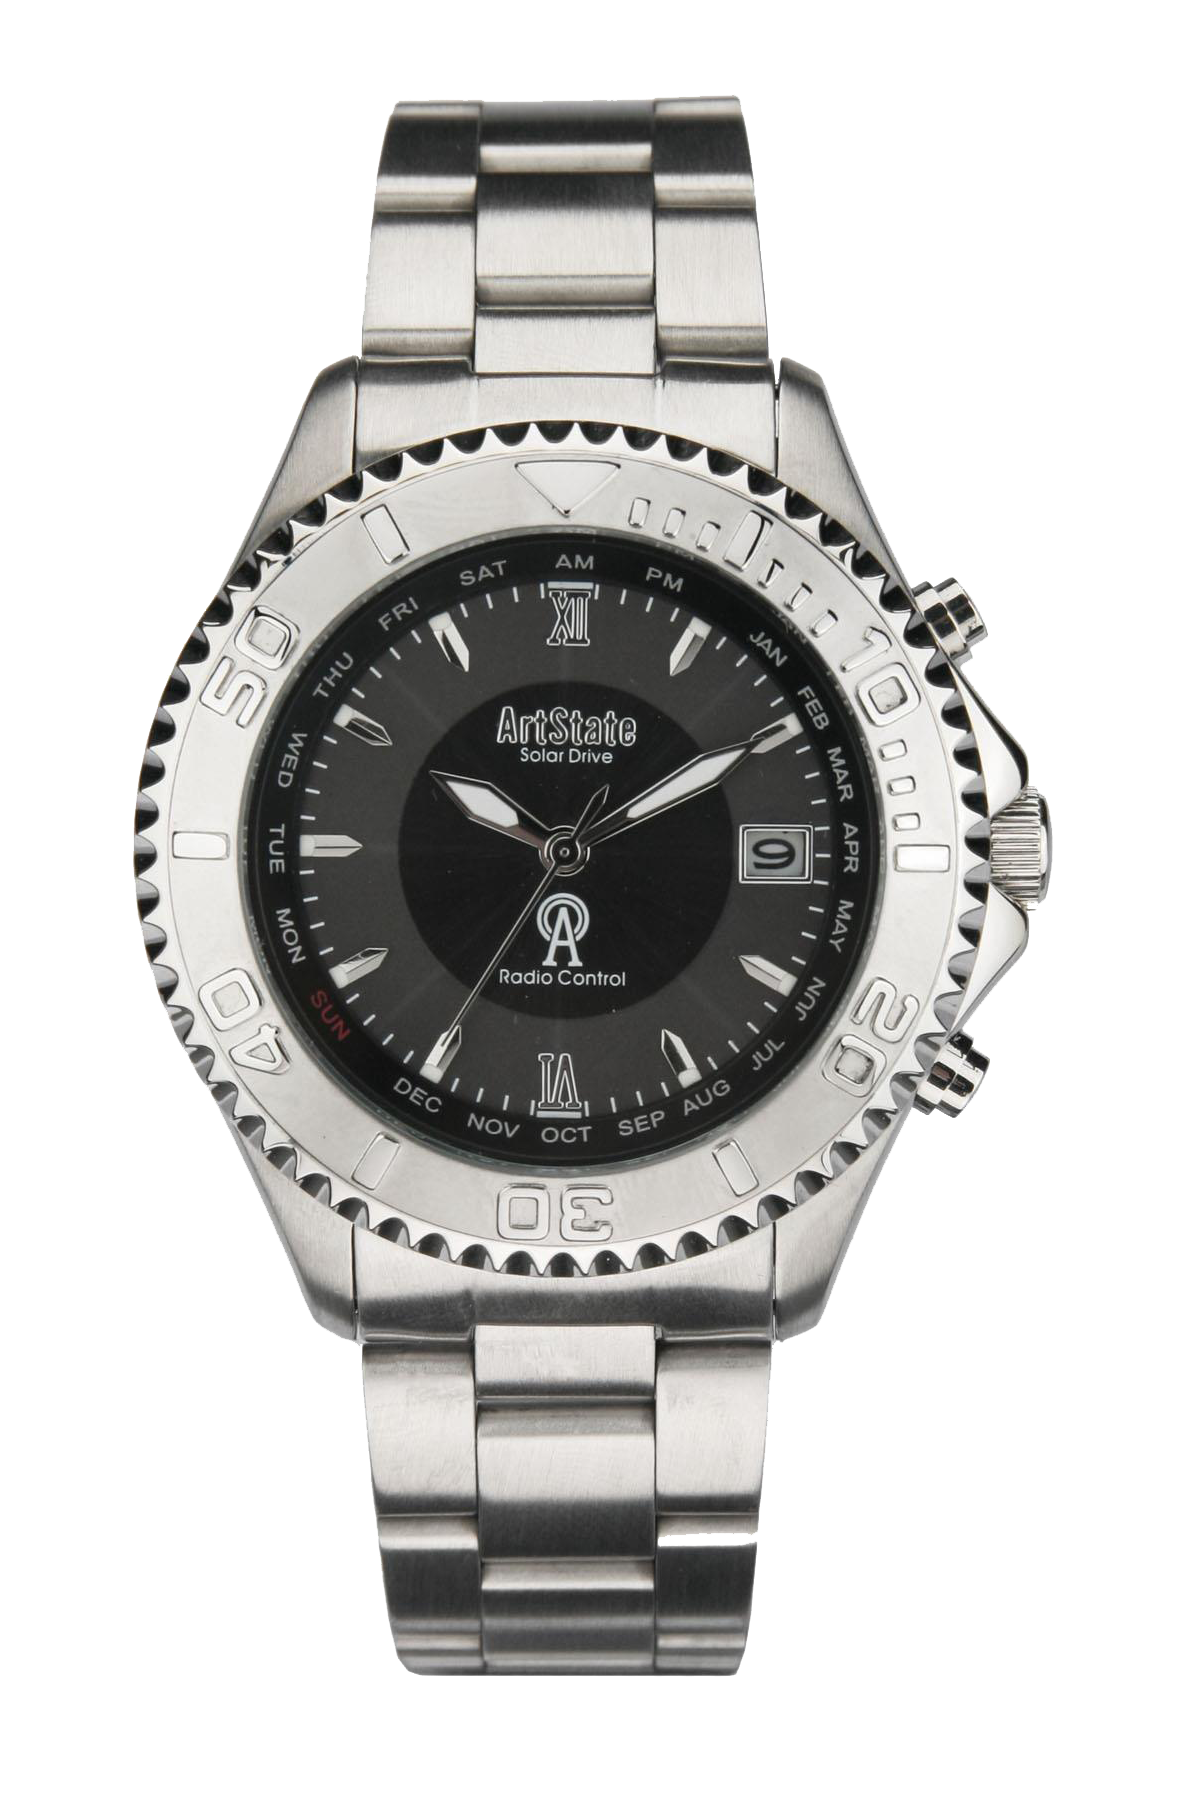 SAT
AM
PM
JAN
FEB
MAR
APR
MAY
JUN
JUL
AUG
SEP
OCT
NOV
DEC
SUN
MON
TUE
WED
THU
FRI
XII
ArtState
Solar Drive
9
A
Radio Control
VI
10
20
30
40
50